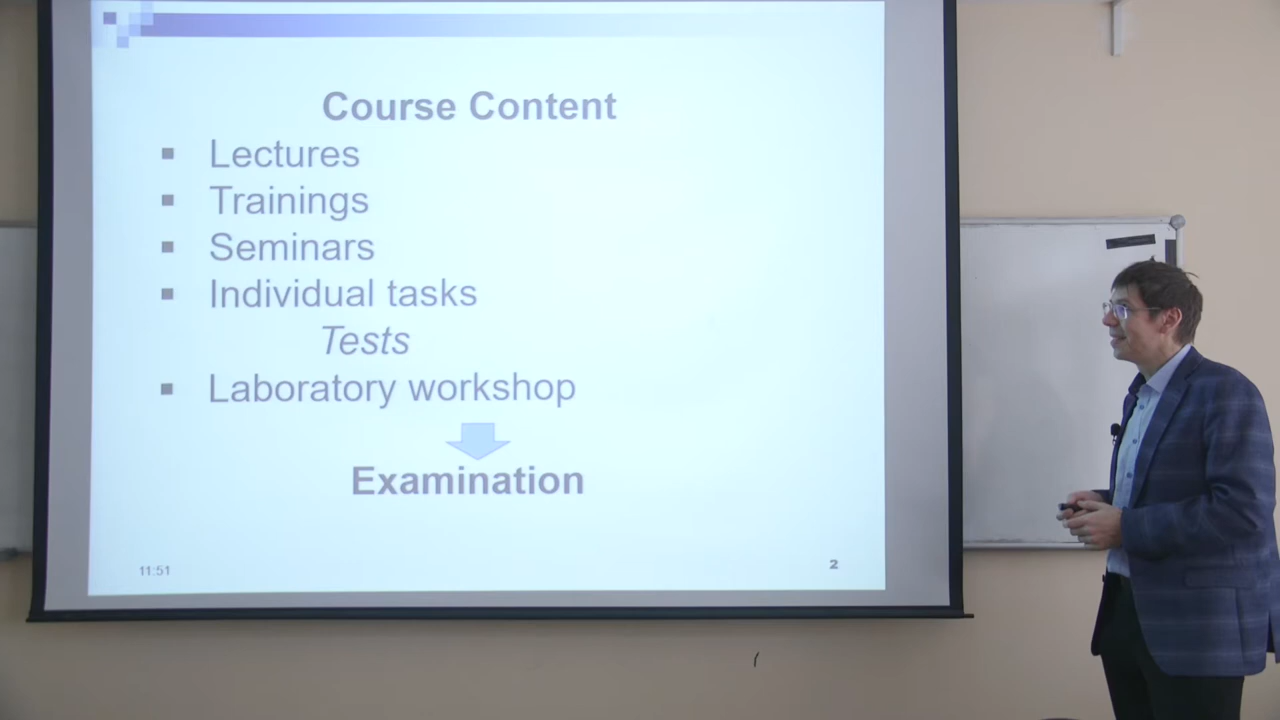 Course Content
▪ Lectures
▪ Trainings
▪ Seminars
▪ Individual tasks
Tests
▪ Laboratory workshop
Examination
11:51
2